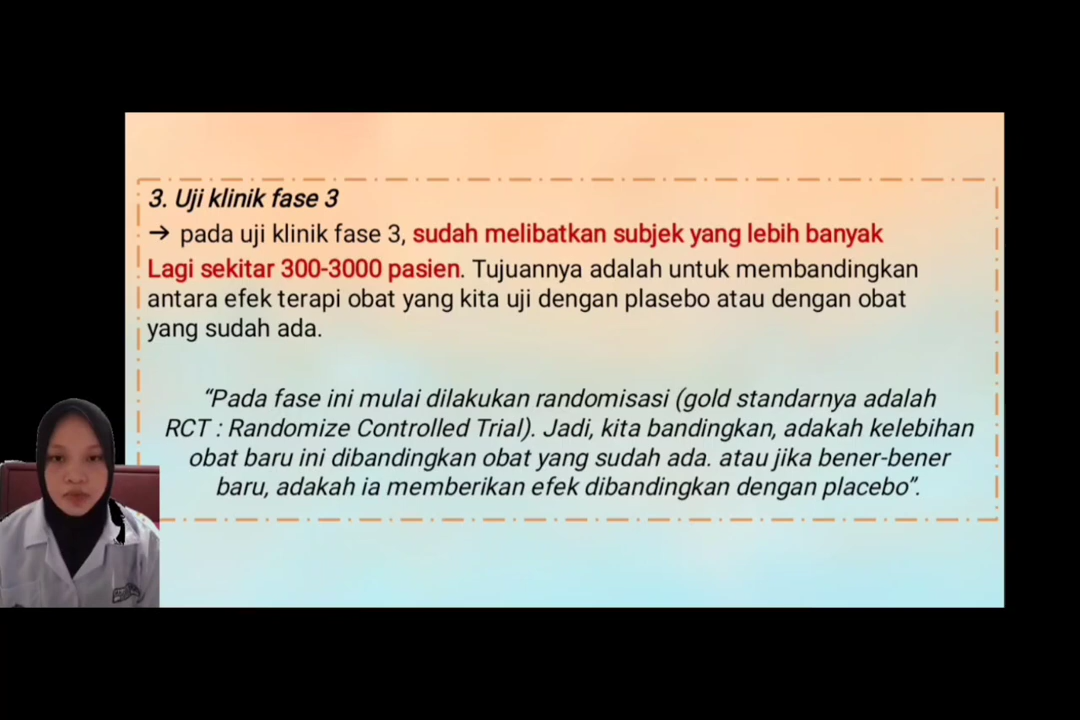 3. Uji klinik fase 3
→ pada uji klinik fase 3, sudah melibatkan subjek yang lebih banyak
Lagi sekitar 300-3000 pasien. Tujuannya adalah untuk membandingkan
antara efek terapi obat yang kita uji dengan plasebo atau dengan obat
yang sudah ada.
“Pada fase ini mulai dilakukan randomisasi (gold standarnya adalah
RCT : Randomize Controlled Trial). Jadi, kita bandingkan, adakah kelebihan
obat baru ini dibandingkan obat yang sudah ada. atau jika bener-bener
baru, adakah ia memberikan efek dibandingkan dengan placebo”.